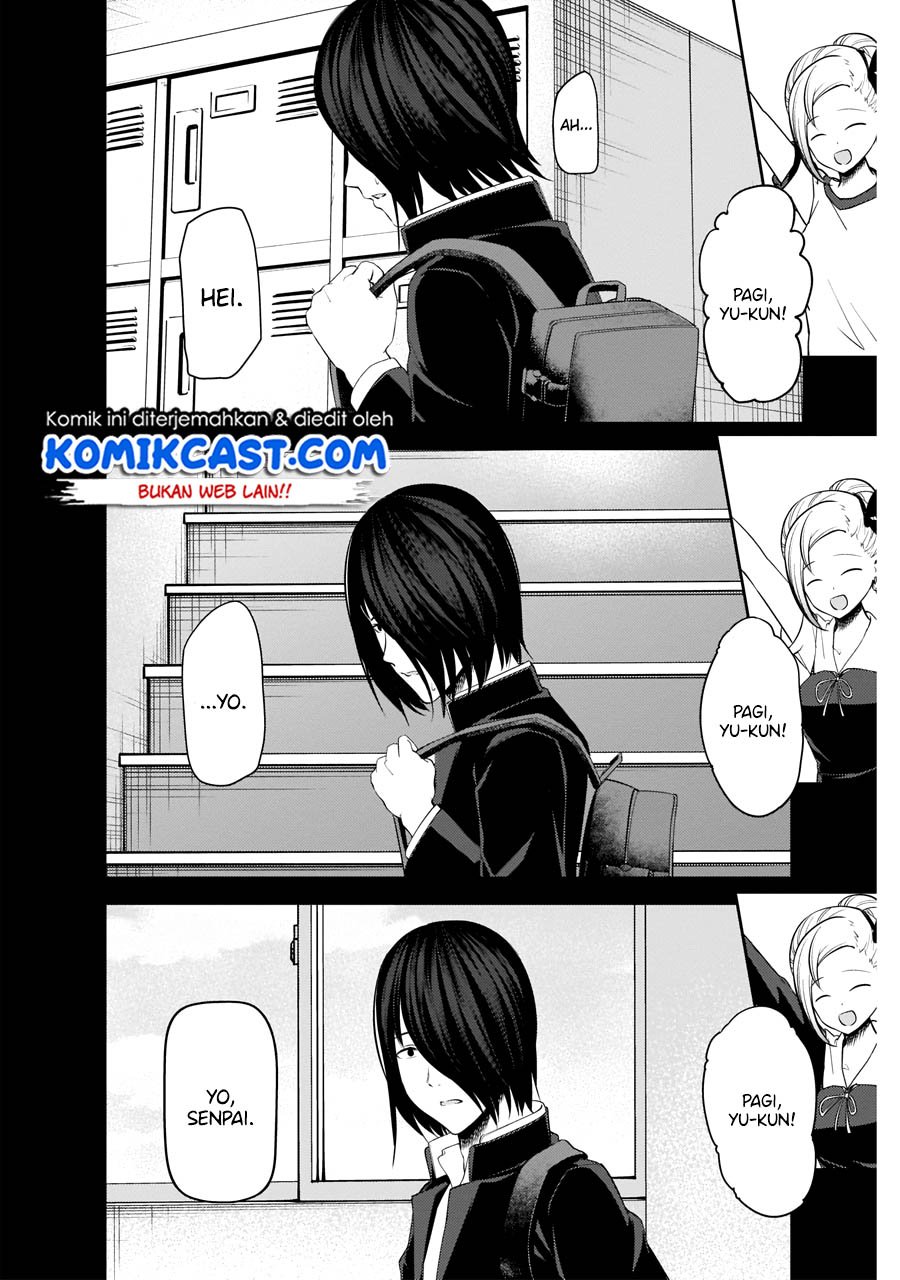 PAGI,
YU-KUN!
AH...
HEI.
Komik ini diterjemahkan & diedit oleh
KOMIKCAST.COM
BUKAN WEB LAIN!!
PAGI,
YU-KUN!
...YO.
PAGI,
YU-KUN!
YO,
SENPAI.